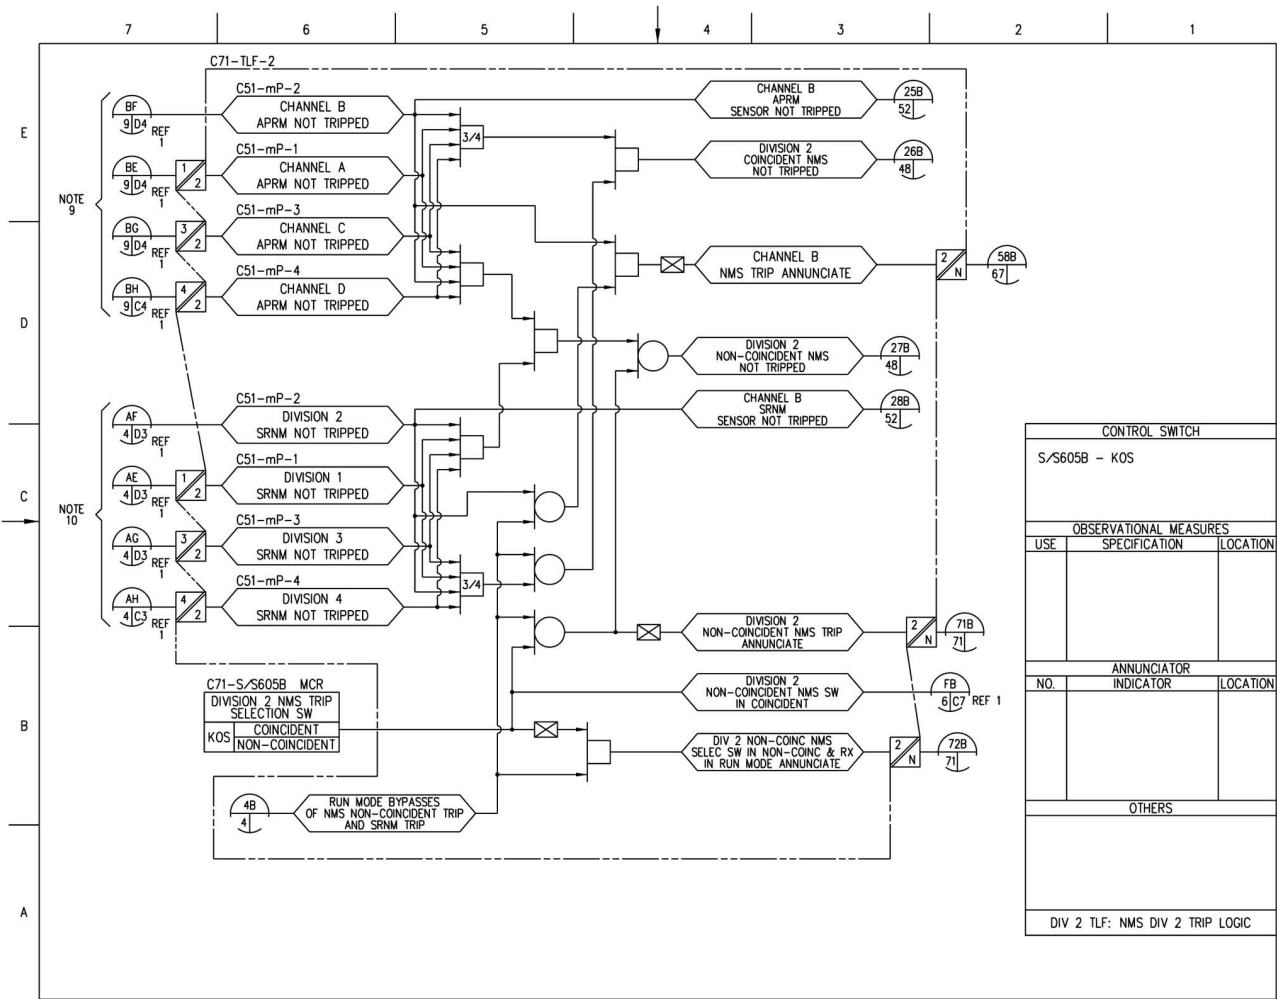 7 6 5 4 3 2 1
C71-TLF-2
E
D
C
B
A
NOTE
9
BF
9 D4
REF
1
C51-mP-2
CHANNEL B
APRM NOT TRIPPED
BE
9 D4
REF
1
1
2
C51-mP-1
CHANNEL A
APRM NOT TRIPPED
BG
9 D4
REF
1
3
2
C51-mP-3
CHANNEL C
APRM NOT TRIPPED
BH
9 C4
REF
1
4
2
C51-mP-4
CHANNEL D
APRM NOT TRIPPED
3/4
CHANNEL B
APRM
SENSOR NOT TRIPPED
25B
52
DIVISION 2
COINCIDENT NMS
NOT TRIPPED
26B
48
CHANNEL B
NMS TRIP ANNUNCIATE
2
N
58B
67
DIVISION 2
NON-COINCIDENT NMS
NOT TRIPPED
27B
48
CHANNEL B
SRNM
SENSOR NOT TRIPPED
28B
52
NOTE
10
AF
4 D3
REF
1
C51-mP-2
DIVISION 2
SRNM NOT TRIPPED
AE
4 D3
REF
1
1
2
C51-mP-1
DIVISION 1
SRNM NOT TRIPPED
AG
4 D3
REF
1
3
2
C51-mP-3
DIVISION 3
SRNM NOT TRIPPED
AH
4 C3
REF
1
4
2
C51-mP-4
DIVISION 4
SRNM NOT TRIPPED
3/4
DIVISION 2
NON-COINCIDENT NMS TRIP
ANNUNCIATE
2
N
71B
71
C71-S/S605B MCR
DIVISION 2 NMS TRIP
SELECTION SW
KOS
COINCIDENT
NON-COINCIDENT
DIVISION 2
NON-COINCIDENT NMS SW
IN COINCIDENT
FB
6 C7
REF 1
DIV 2 NON-COINC NMS
SELEC SW IN NON-COINC & RX
IN RUN MODE ANNUNCIATE
2
N
72B
71
4B
4
RUN MODE BYPASSES
OF NMS NON-COINCIDENT TRIP
AND SRNM TRIP
CONTROL SWITCH
S/S605B - KOS
OBSERVATIONAL MEASURES
USE SPECIFICATION LOCATION
ANNUNCIATOR
NO. INDICATOR LOCATION
OTHERS
DIV 2 TLF: NMS DIV 2 TRIP LOGIC